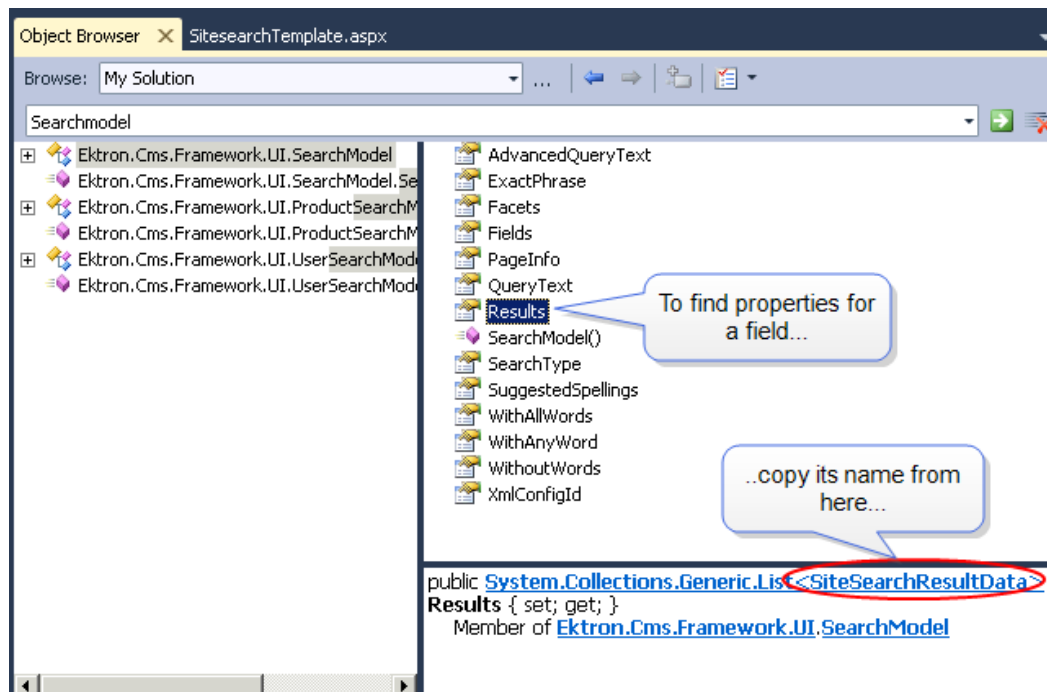 Object Browser
SitesearchTemplate.aspx
Browse: My Solution
...
Searchmodel
Ektron.Cms.Framework.UI.SearchModel
Ektron.Cms.Framework.UI.SearchModel.Se
Ektron.Cms.Framework.UI.ProductSearchM
Ektron.Cms.Framework.UI.ProductSearchM
Ektron.Cms.Framework.UI.UserSearchMod
Ektron.Cms.Framework.UI.UserSearchMod
AdvancedQueryText
ExactPhrase
Facets
Fields
PageInfo
QueryText
Results
SearchModel()
SearchType
SuggestedSpellings
WithAllWords
WithAnyWord
WithoutWords
XmlConfigId
To find properties for
a field...
..copy its name from
here...
public System.Collections.Generic.List<SiteSearchResultData>
Results { set; get; }
Member of Ektron.Cms.Framework.UI.SearchModel